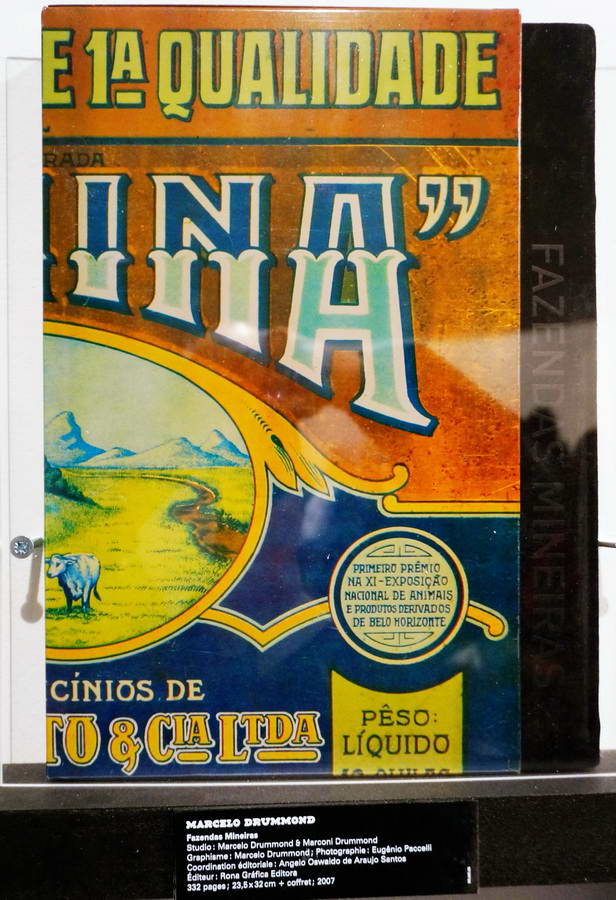 E 1A QUALIDADE
RADA
INA”
PRIMEIRO PRÊMIO
NA XI-EXPOSIÇÃO
NACIONAL DE ANIMAIS
E PRODUTOS DERIVADOS
DE BELO HORIZONTE
CÍNIOS DE
TO & CIA LTDA
PÊSO:
LÍQUIDO
FAZENDAS MINEIRAS
MARCELO DRUMMOND
Fazendas Mineiras
Studio : Marcelo Drummond & Marconi Drummond
Graphisme : Marcelo Drummond ; Photographie : Eugênio Paccelli
Coordination éditoriale : Angelo Oswaldo de Araujo Santos
Éditeur : Rona Gráfica Editora
332 pages ; 23,5 x 32 cm + coffret ; 2007